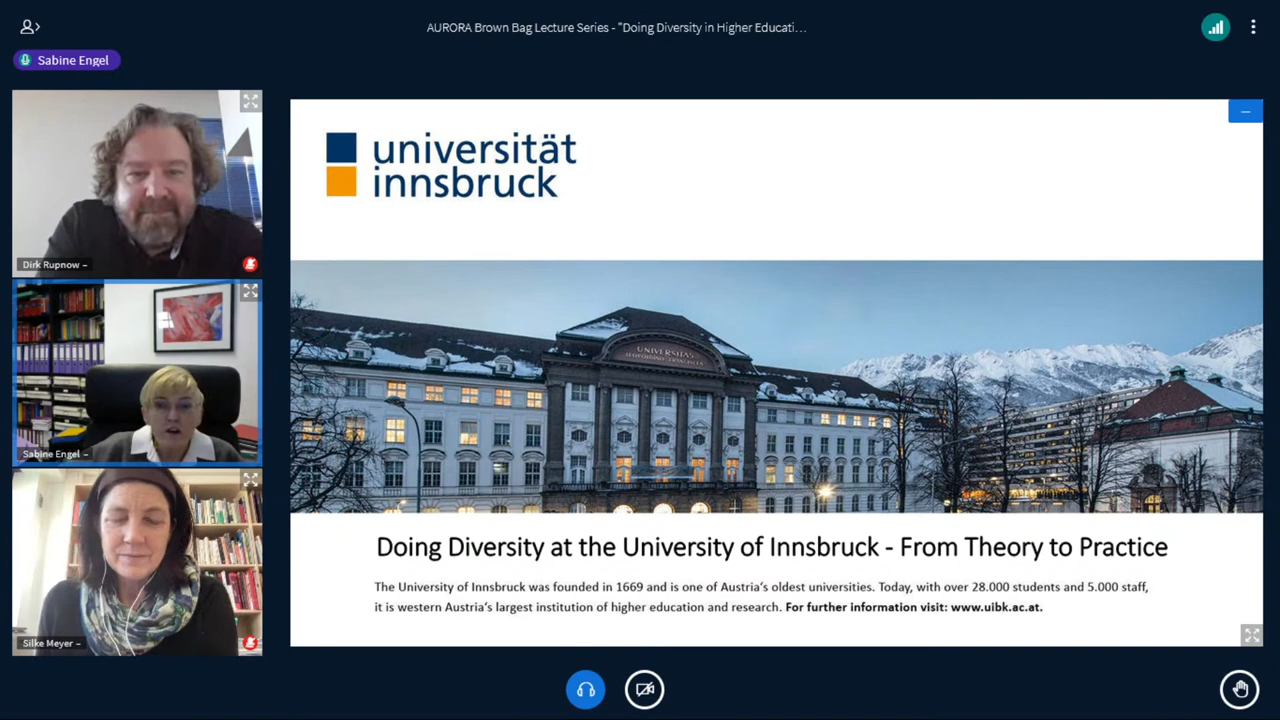 AURORA Brown Bag Lecture Series - "Doing Diversity in Higher Educati…
Sabine Engel
Dirk Rupnow –
Sabine Engel –
Silke Meyer –
universität
innsbruck
UNIVERSITAS
LEOPOLDINO-FRANCISCEA
Doing Diversity at the University of Innsbruck - From Theory to Practice
The University of Innsbruck was founded in 1669 and is one of Austria‘s oldest universities. Today, with over 28.000 students and 5.000 staff,
it is western Austria‘s largest institution of higher education and research. For further information visit: www.uibk.ac.at.